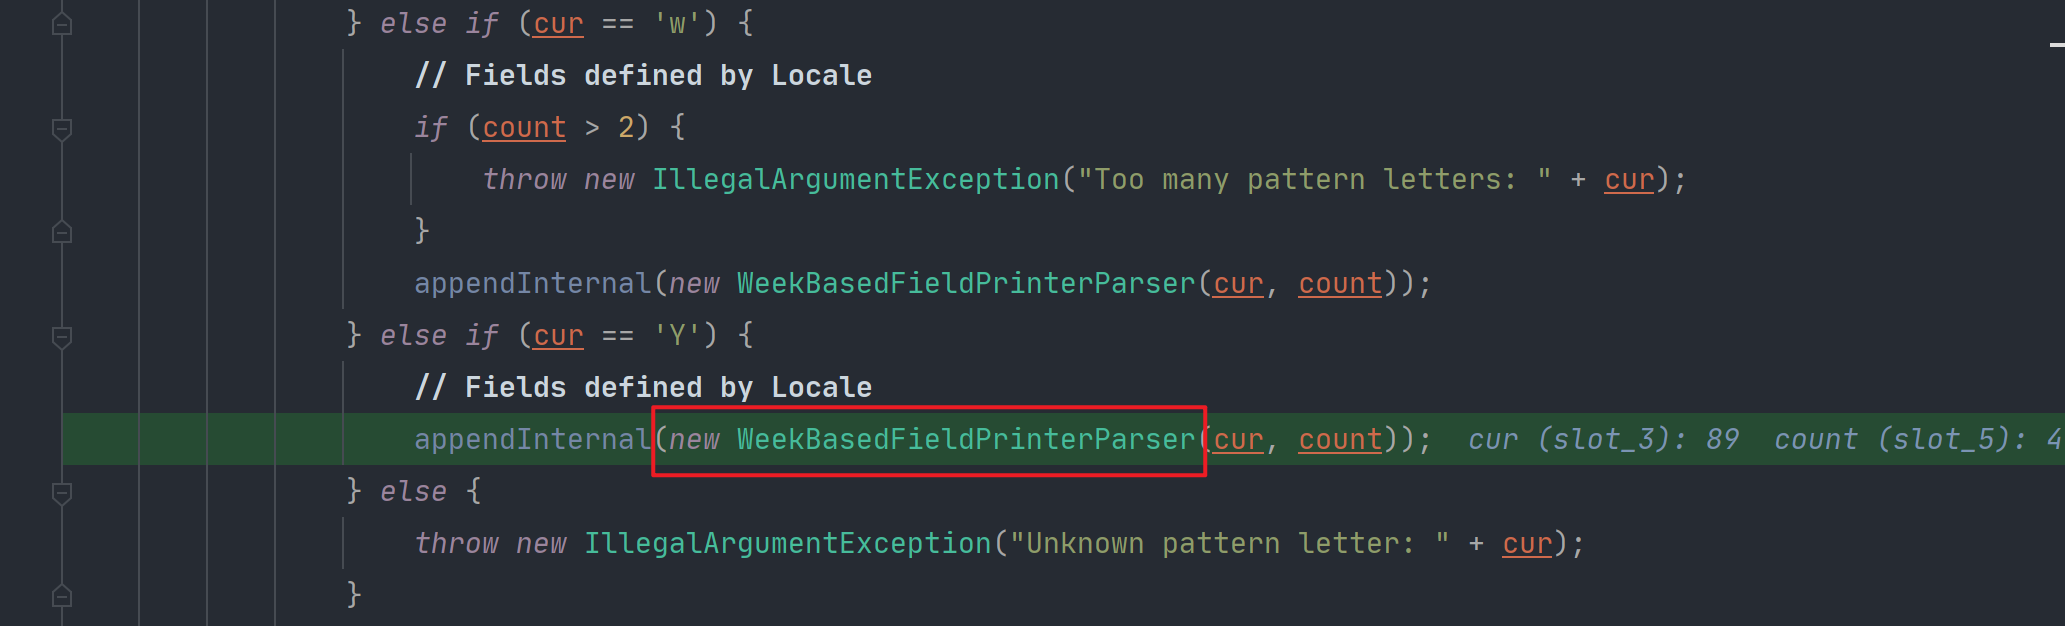 } else if (cur == 'w') {
// Fields defined by Locale
if (count > 2) {
throw new IllegalArgumentException("Too many pattern letters: " + cur);
}
appendInternal(new WeekBasedFieldPrinterParser(cur, count));
} else if (cur == 'Y') {
// Fields defined by Locale
appendInternal(new WeekBasedFieldPrinterParser(cur, count)); cur (slot_3): 89 count (slot_5): 4
} else {
throw new IllegalArgumentException("Unknown pattern letter: " + cur);
}